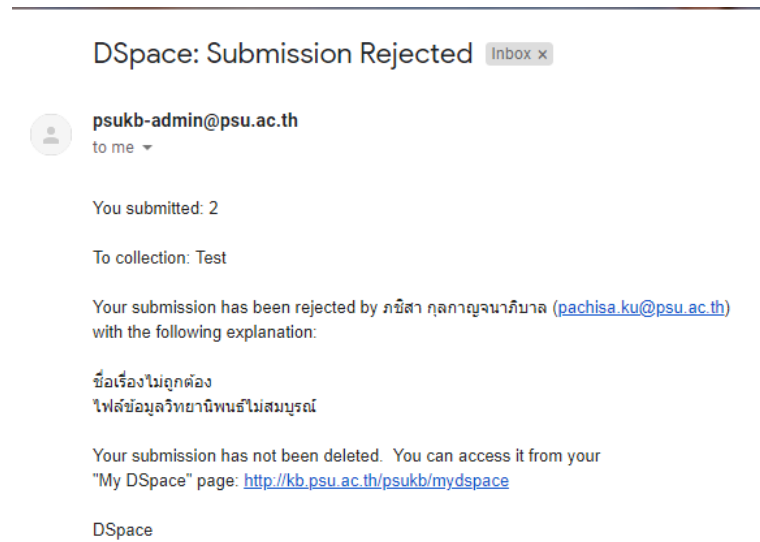 DSpace: Submission Rejected Inbox ×
psukb-admin@psu.ac.th
to me
You submitted: 2
To collection: Test
Your submission has been rejected by ภชิสา กุลกาญจนาภิบาล (pachisa.ku@psu.ac.th)
with the following explanation:
ชื่อเรื่องไม่ถูกต้อง
ไฟล์ข้อมูลวิทยานิพนธ์ไม่สมบูรณ์
Your submission has not been deleted. You can access it from your
"My DSpace" page: http://kb.psu.ac.th/psukb/mydspace
DSpace